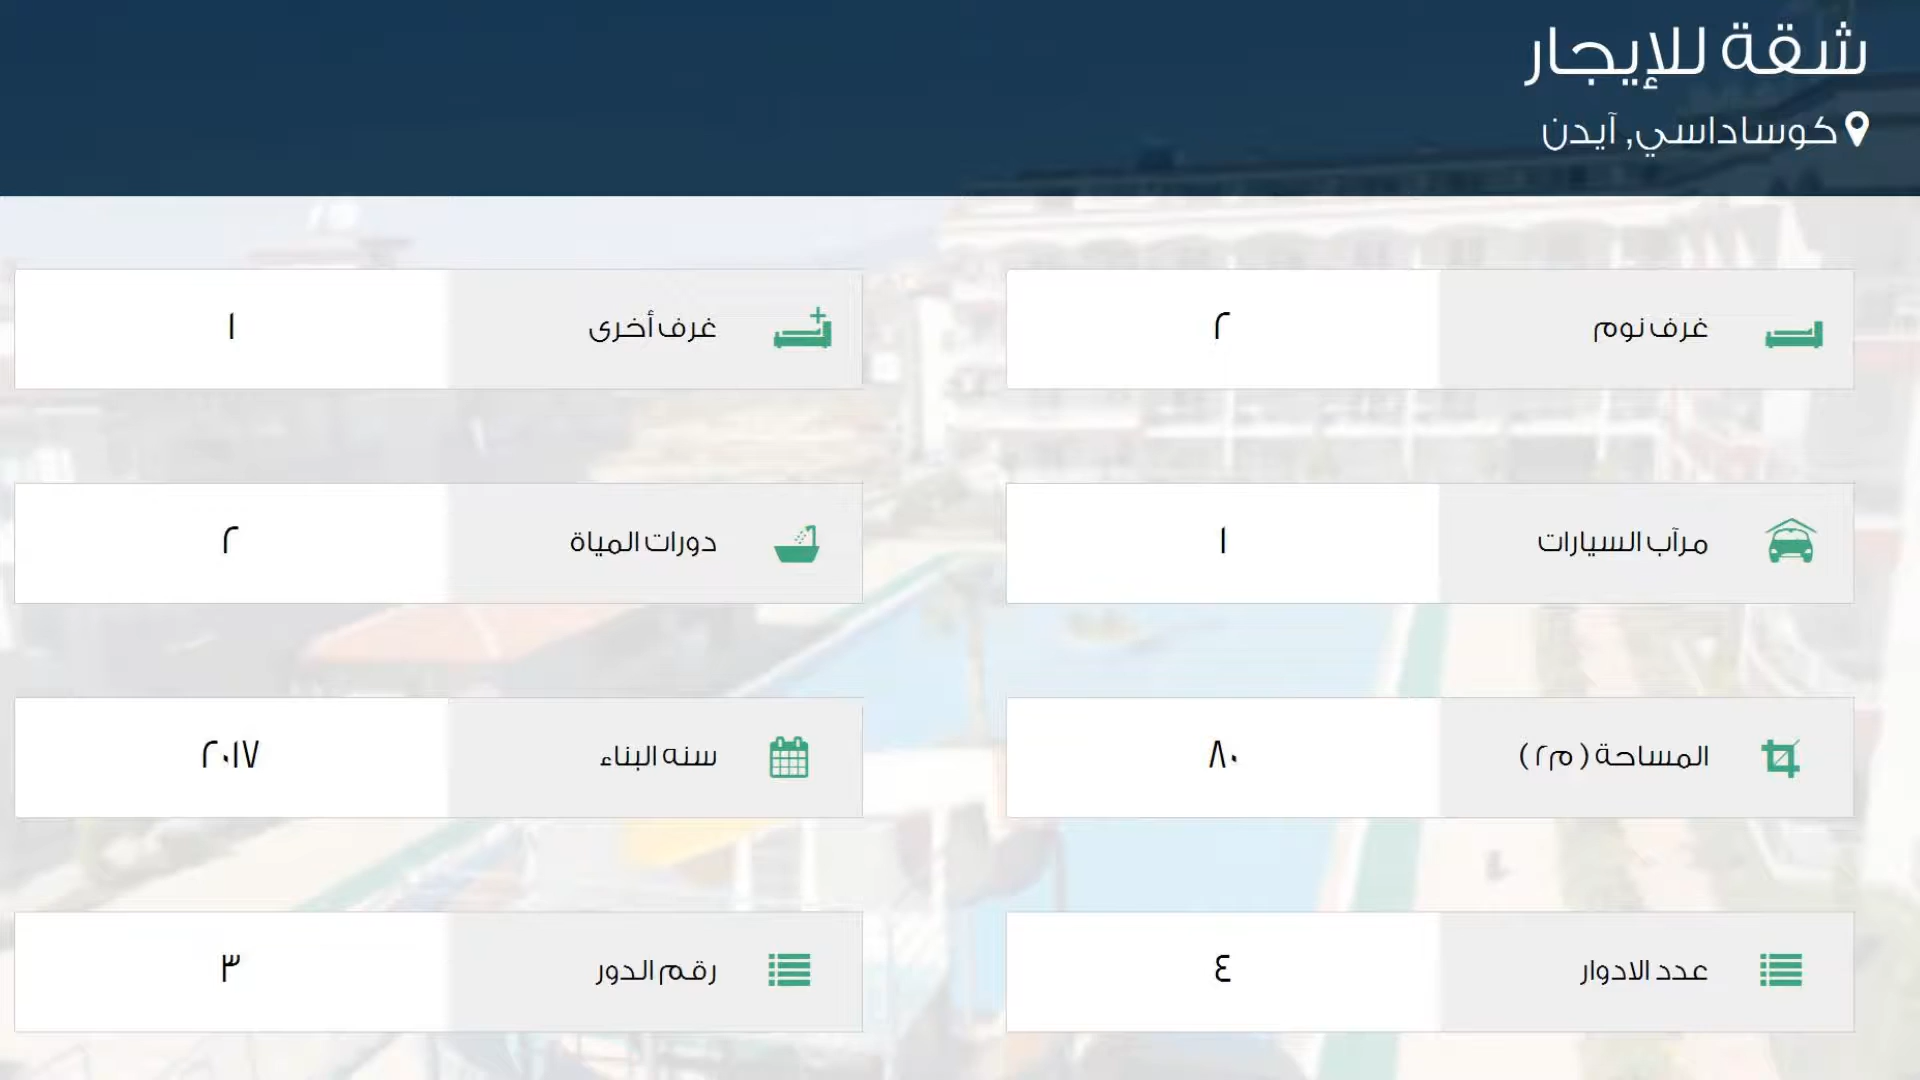 شقة للإيجار
كوساداسي, آيدن
غرف نوم ٢
غرف أخرى ١
مرآب السيارات ١
دورات المياة ٢
المساحة (م٢) ٨٠
سنه البناء ٢٠١٧
عدد الادوار ٤
رقم الدور ٣